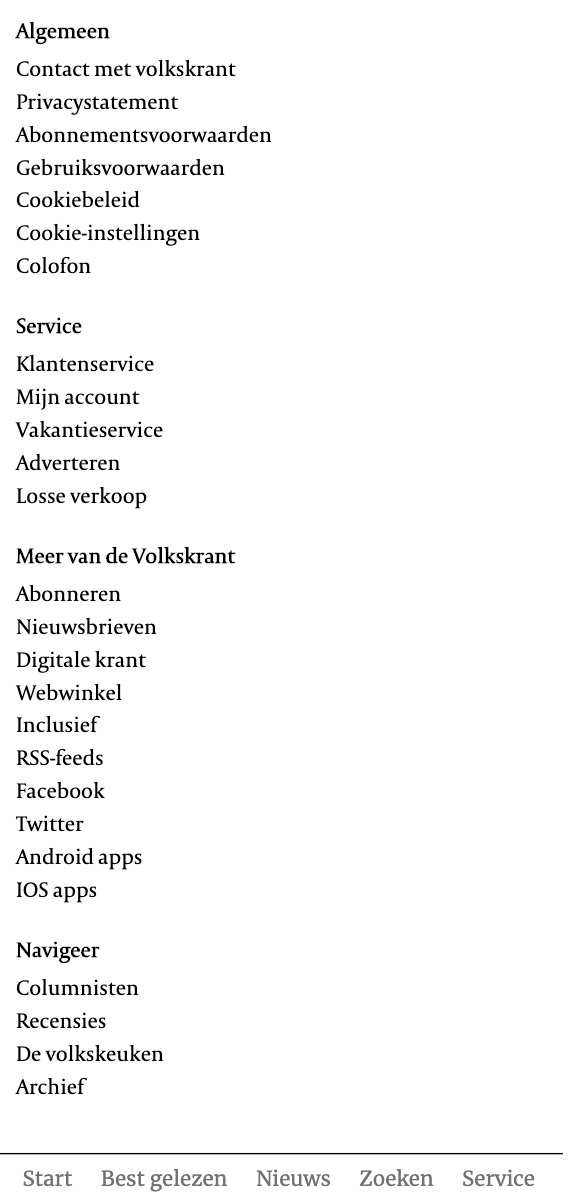 Algemeen
Contact met volkskrant
Privacystatement
Abonnementsvoorwaarden
Gebruiksvoorwaarden
Cookiebeleid
Cookie-instellingen
Colofon
Service
Klantenservice
Mijn account
Vakantieservice
Adverteren
Losse verkoop
Meer van de Volkskrant
Abonneren
Nieuwsbrieven
Digitale krant
Webwinkel
Inclusief
RSS-feeds
Facebook
Twitter
Android apps
IOS apps
Navigeer
Columnisten
Recensies
De volkskeuken
Archief
Start Best gelezen Nieuws Zoeken Service